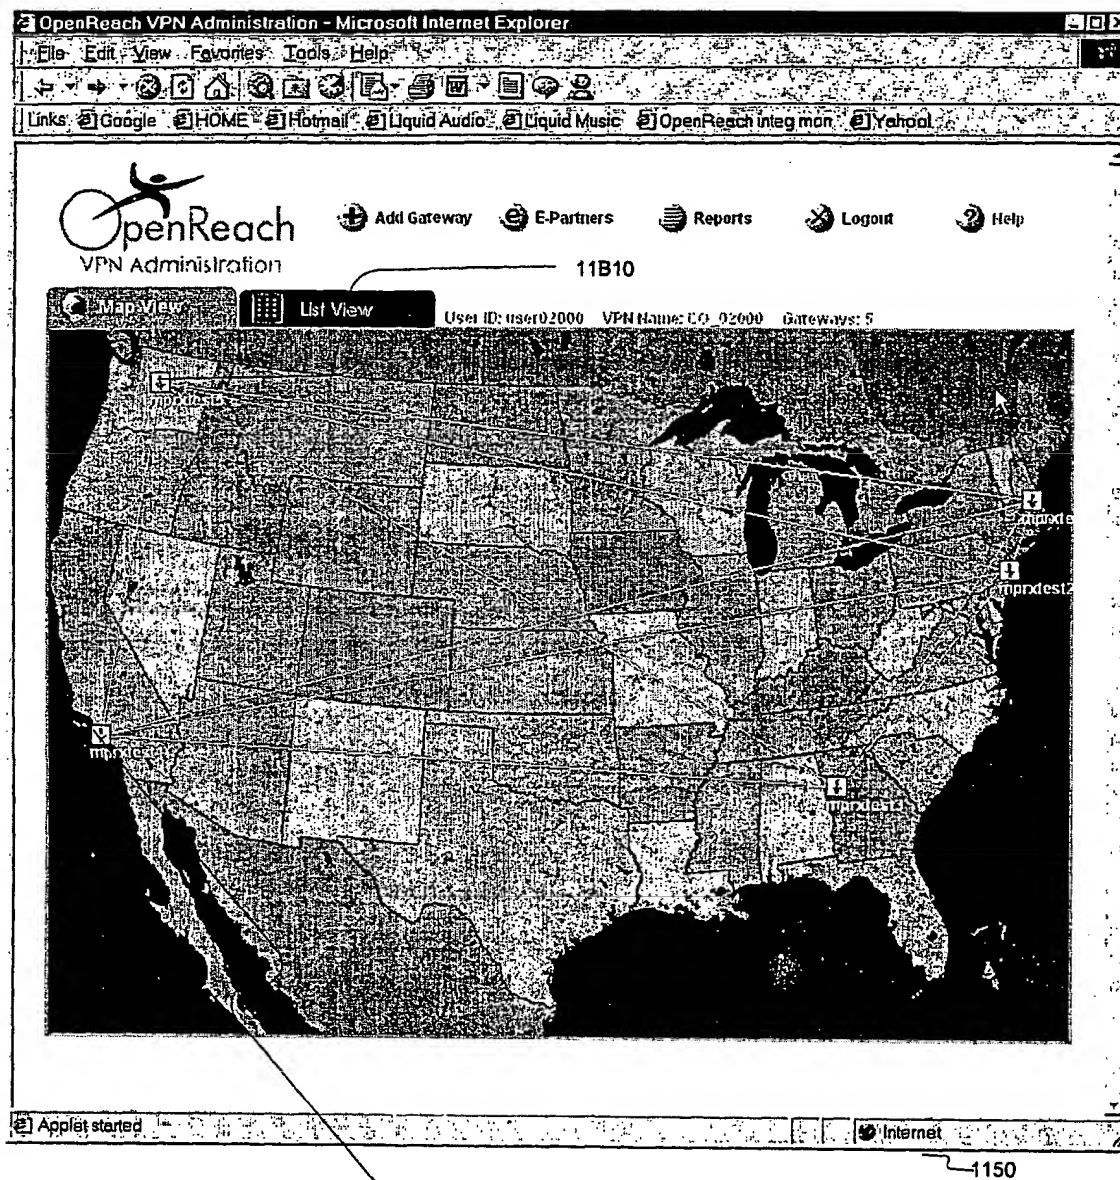 OpenReach VPN Administration - Microsoft Internet Explorer
File Edit View Favorites Tools Help
Links Google HOME Hotmail Liquid Audio Liquid Music OpenReach integ mon Yahoo!
OpenReach
VPN Administration
Add Gateway E-Partners Reports Logout Help
11B10
Map View List View User ID: user02000 VPN Name: CO_02000 Gateways: 5
mprxde
mprxdest2
mprxdest3
Applet started Internet
1150